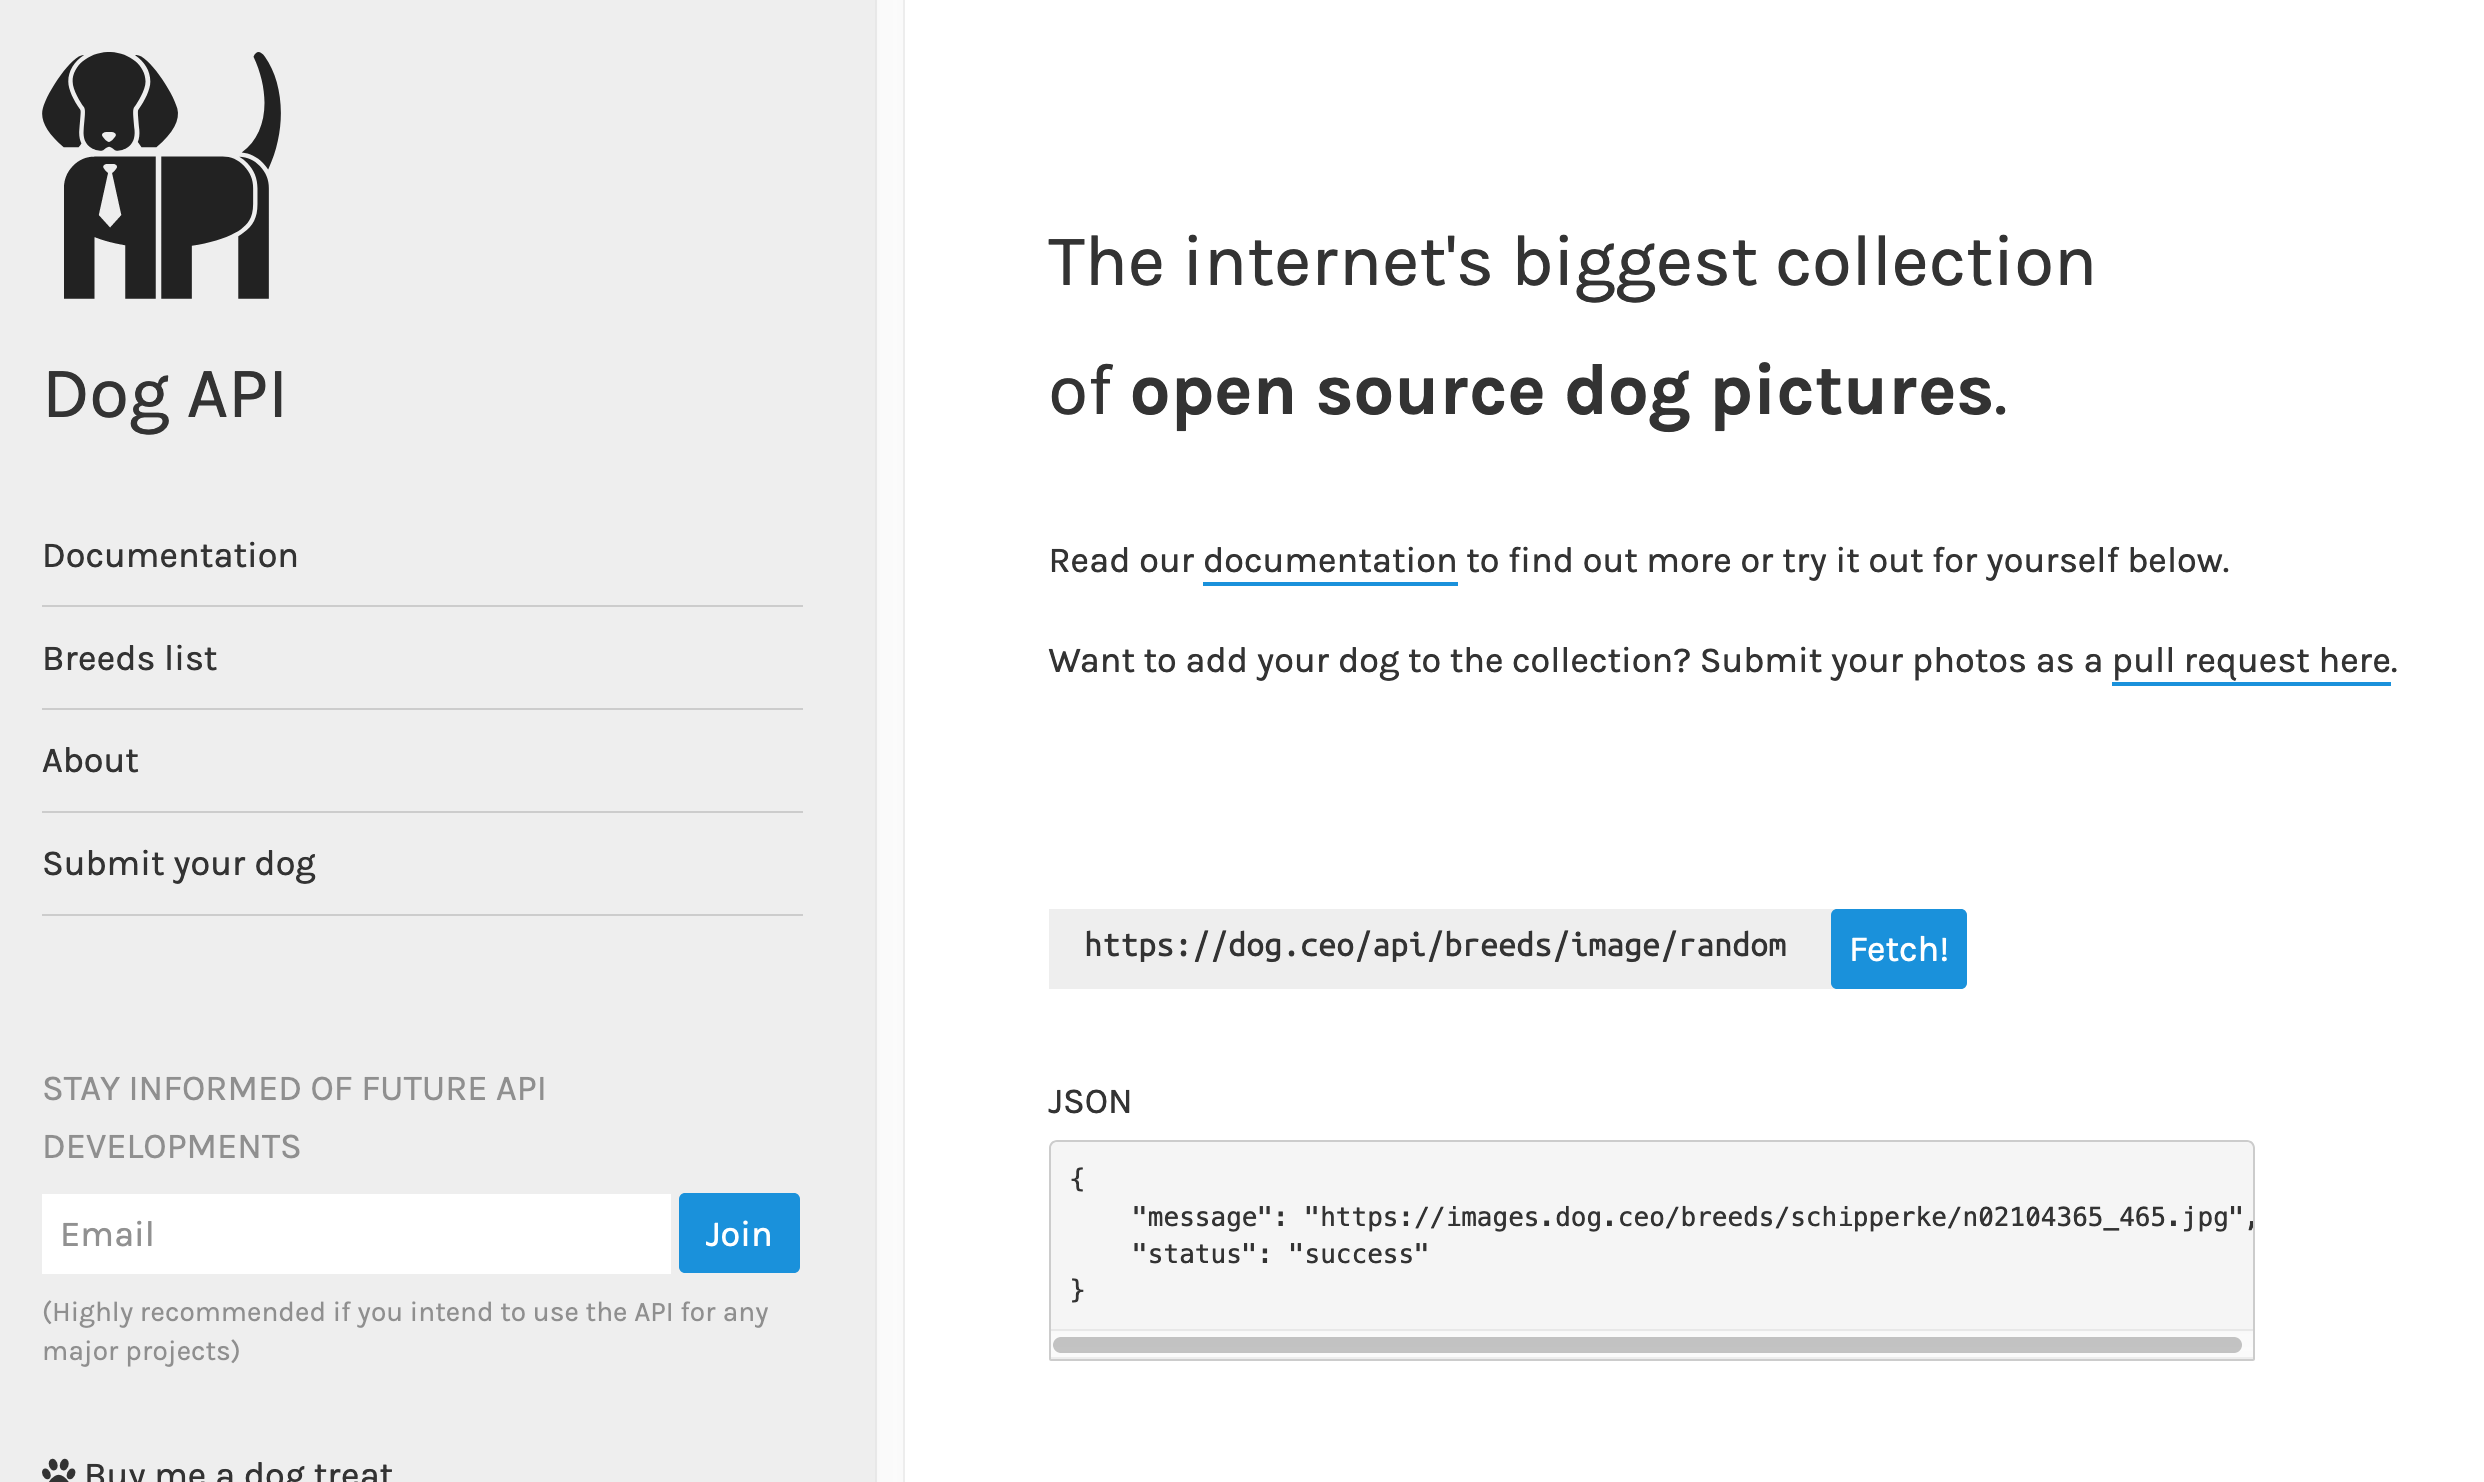 Dog API
Documentation
Breeds list
About
Submit your dog
STAY INFORMED OF FUTURE API
DEVELOPMENTS
Email
Join
(Highly recommended if you intend to use the API for any
major projects)
Buy me a dog treat
The internet's biggest collection
of open source dog pictures.
Read our documentation to find out more or try it out for yourself below.
Want to add your dog to the collection? Submit your photos as a pull request here.
https://dog.ceo/api/breeds/image/random
Fetch!
JSON
{
"message": "https://images.dog.ceo/breeds/schipperke/n02104365_465.jpg",
"status": "success"
}